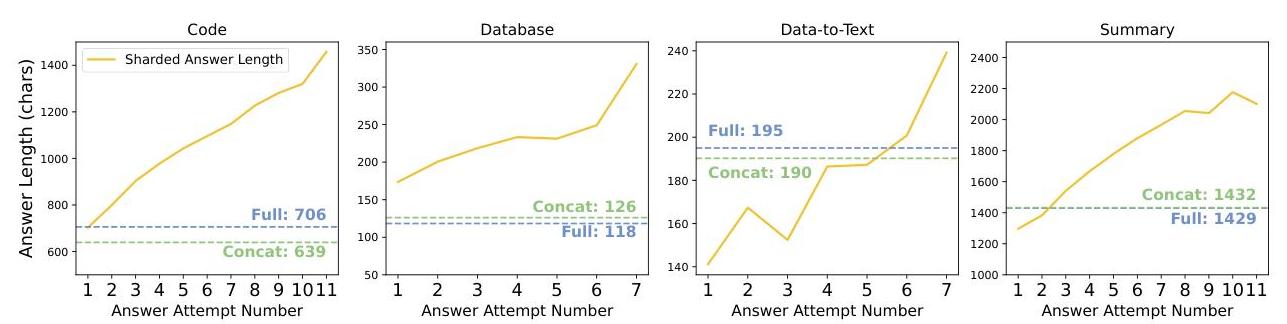 Code
Answer Length (chars)
Sharded Answer Length
1400
1200
1000
800
600
Full: 706
Concat: 639
1 2 3 4 5 6 7 8 9 10 11
Answer Attempt Number
Database
350
300
250
200
150
100
50
Concat: 126
Full: 118
1 2 3 4 5 6 7
Answer Attempt Number
Data-to-Text
240
220
200
180
160
140
Full: 195
Concat: 190
1 2 3 4 5 6 7
Answer Attempt Number
Summary
2400
2200
2000
1800
1600
1400
1200
1000
Concat: 1432
Full: 1429
1 2 3 4 5 6 7 8 9 10 11
Answer Attempt Number